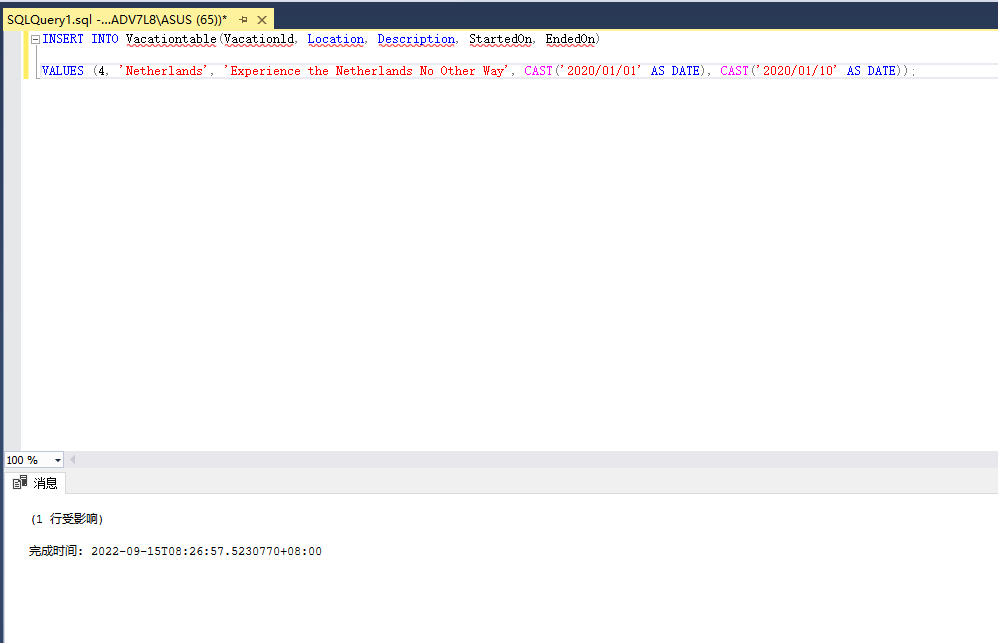 SQLQuery1.sql -...ADV7L8\ASUS (65))*
INSERT INTO Vacationtable(VacationId, Location, Description, StartedOn, EndedOn)
VALUES (4, 'Netherlands', 'Experience the Netherlands No Other Way', CAST('2020/01/01' AS DATE), CAST('2020/01/10' AS DATE));
100 %
消息
(1 行受影响)
完成时间: 2022-09-15T08:26:57.5230770+08:00